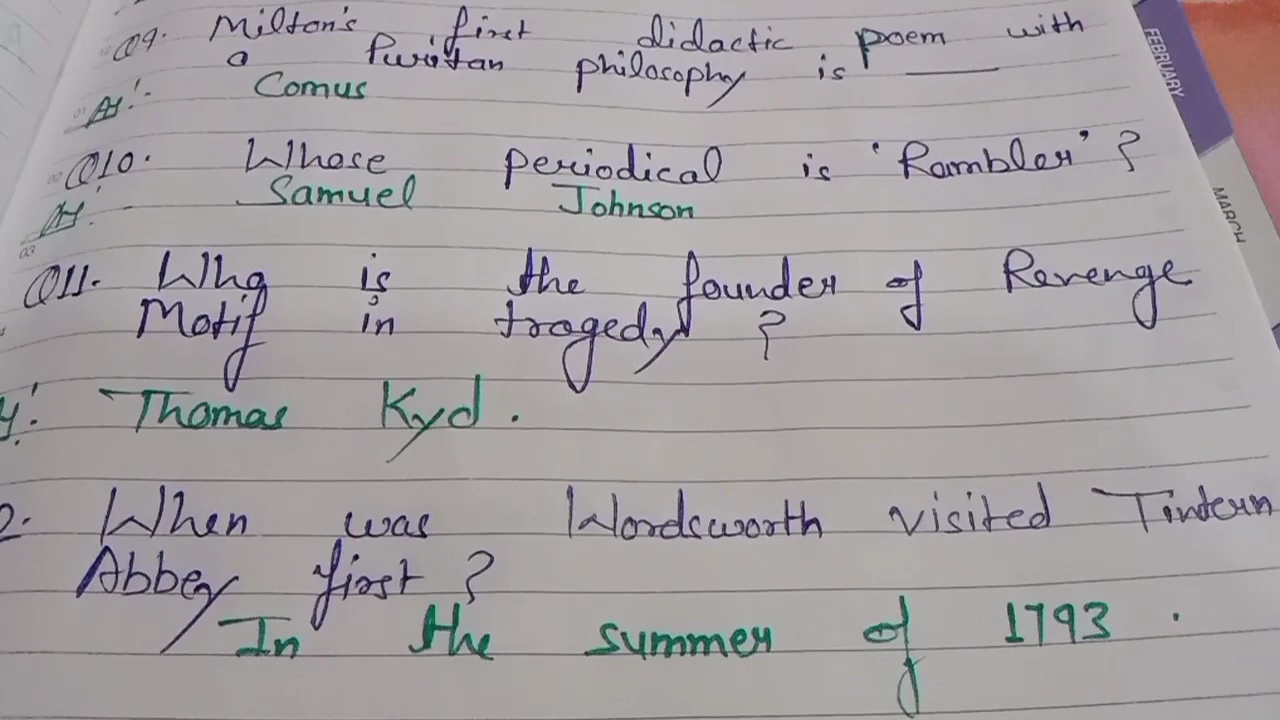 Q9. Milton's first didactic poem with
a Puritan philosophy is ____
A! Comus
Q10. Whose periodical is 'Rambler'?
A! Samuel Johnson
Q11. Who is the founder of Revenge
Motif in tragedy ?
Thomas Kyd.
2. When was Wordsworth visited Tintern
Abbey first ?
In the summer of 1793.
FEBRUARY
MARCH
03